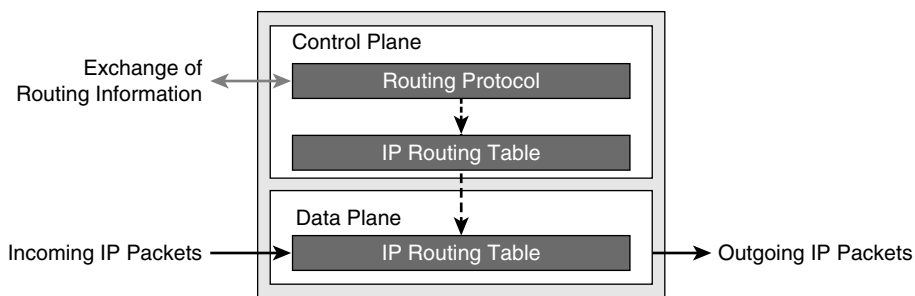 Control Plane
Exchange of
Routing Information
Routing Protocol
IP Routing Table
Data Plane
Incoming IP Packets
IP Routing Table
Outgoing IP Packets